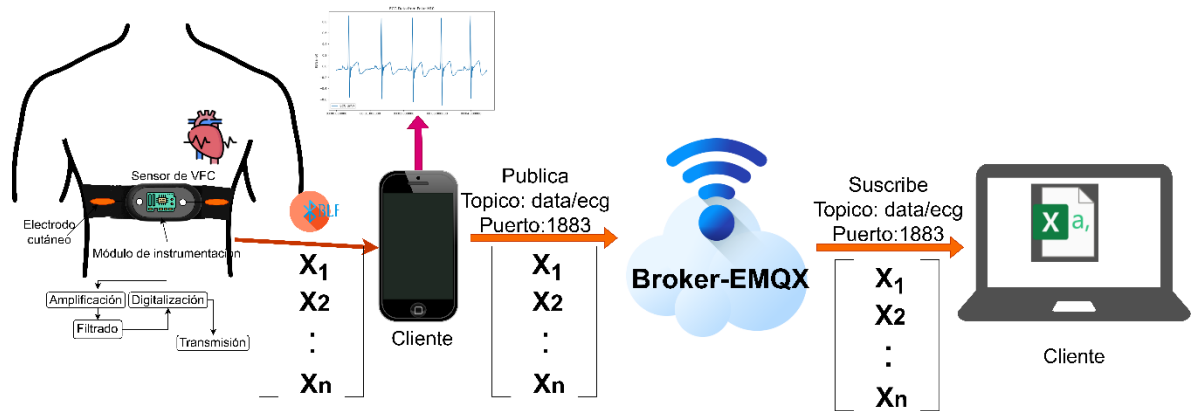 Sensor de VFC
Electrodo
cutáneo
Módulo de instrumentación
Amplificación
Digitalización
Filtrado
Transmisión
X1
X2
:
Xn
Cliente
Publica
Topico: data/ecg
Puerto:1883
X1
X2
:
Xn
Broker-EMQX
Suscribe
Topico: data/ecg
Puerto:1883
X1
X2
:
Xn
X a,
Cliente